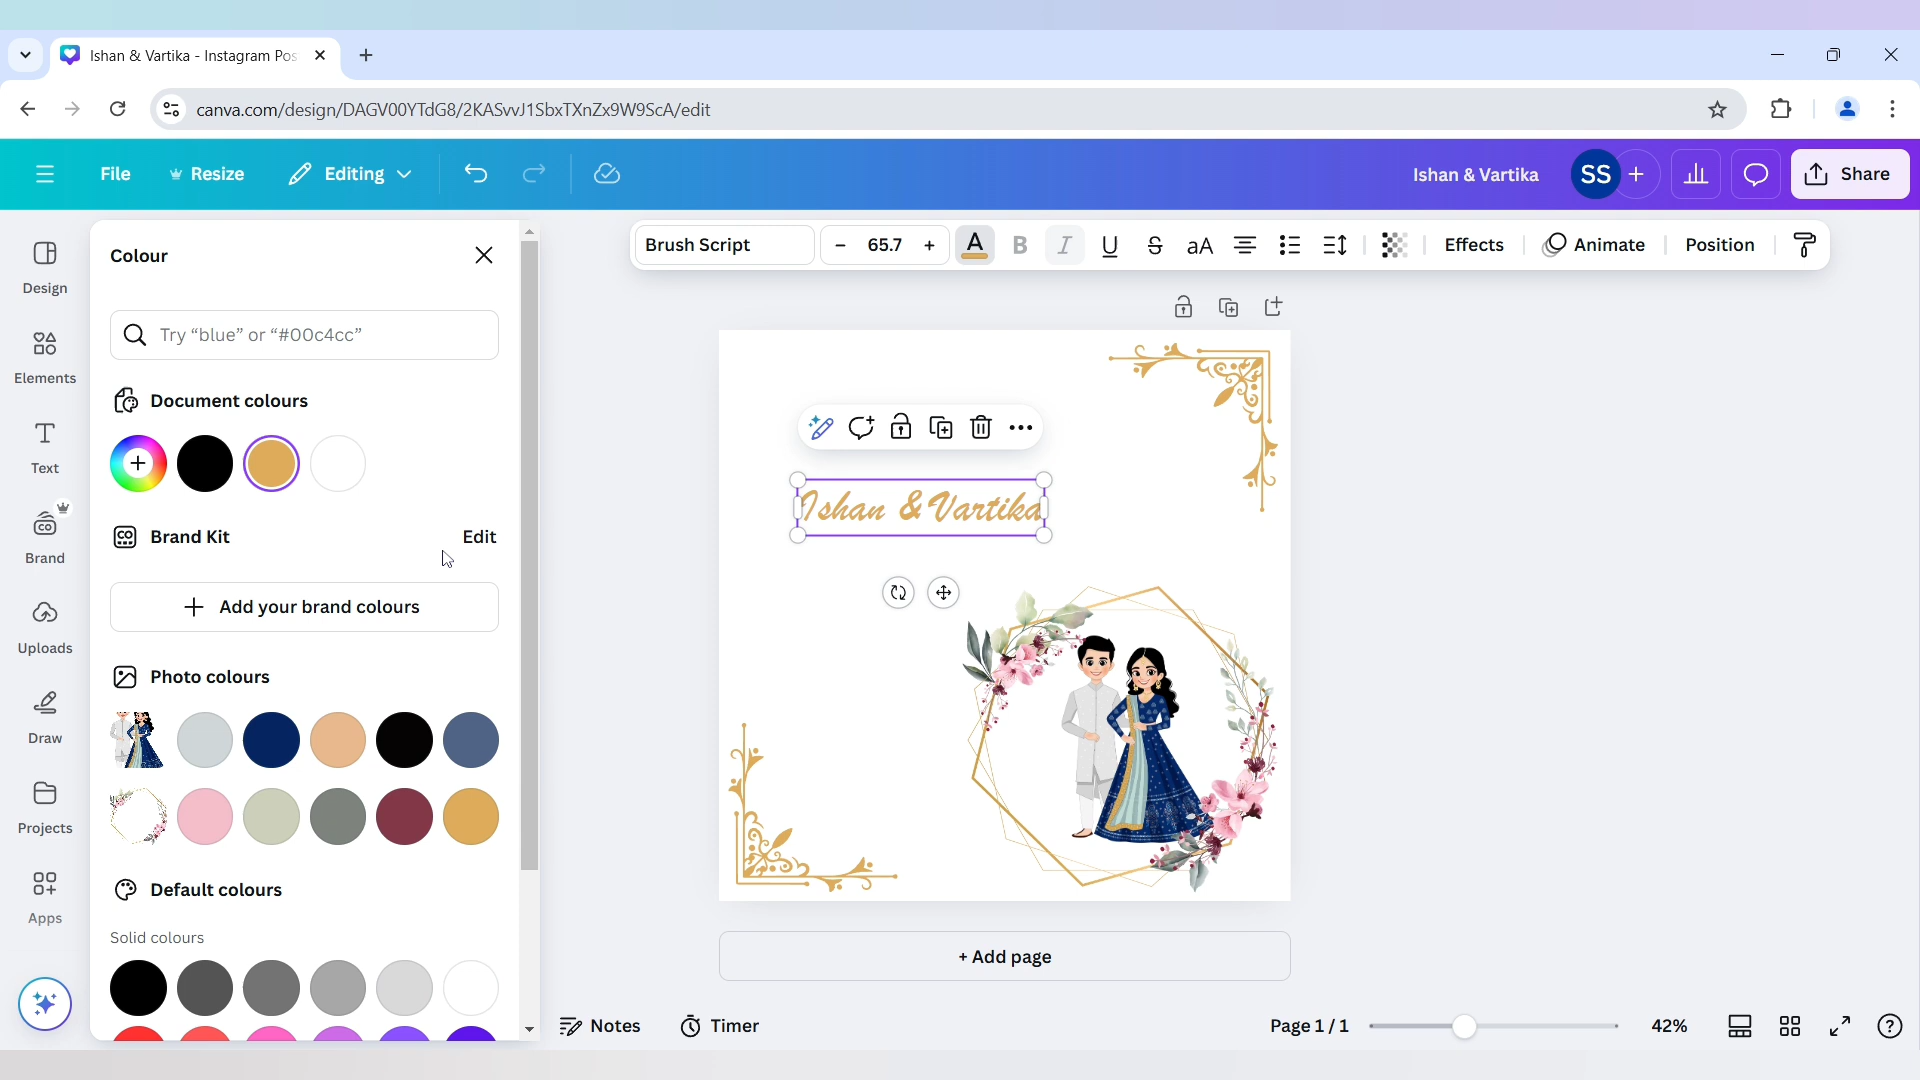 Ishan & Vartika - Instagram Pos
canva.com/design/DAGV00YTdG8/2KASvvJ1SbxTXnZx9W9ScA/edit
File
Resize
Editing
Ishan & Vartika
SS
Share
Design
Elements
Text
Brand
Uploads
Draw
Projects
Apps
Colour
Try “blue” or “#00c4cc”
Document colours
Brand Kit
Edit
Add your brand colours
Photo colours
Default colours
Solid colours
Brush Script
– 65.7 +
A B I U S aA
Effects
Animate
Position
Ishan & Vartika
+ Add page
Notes
Timer
Page 1 / 1
42%